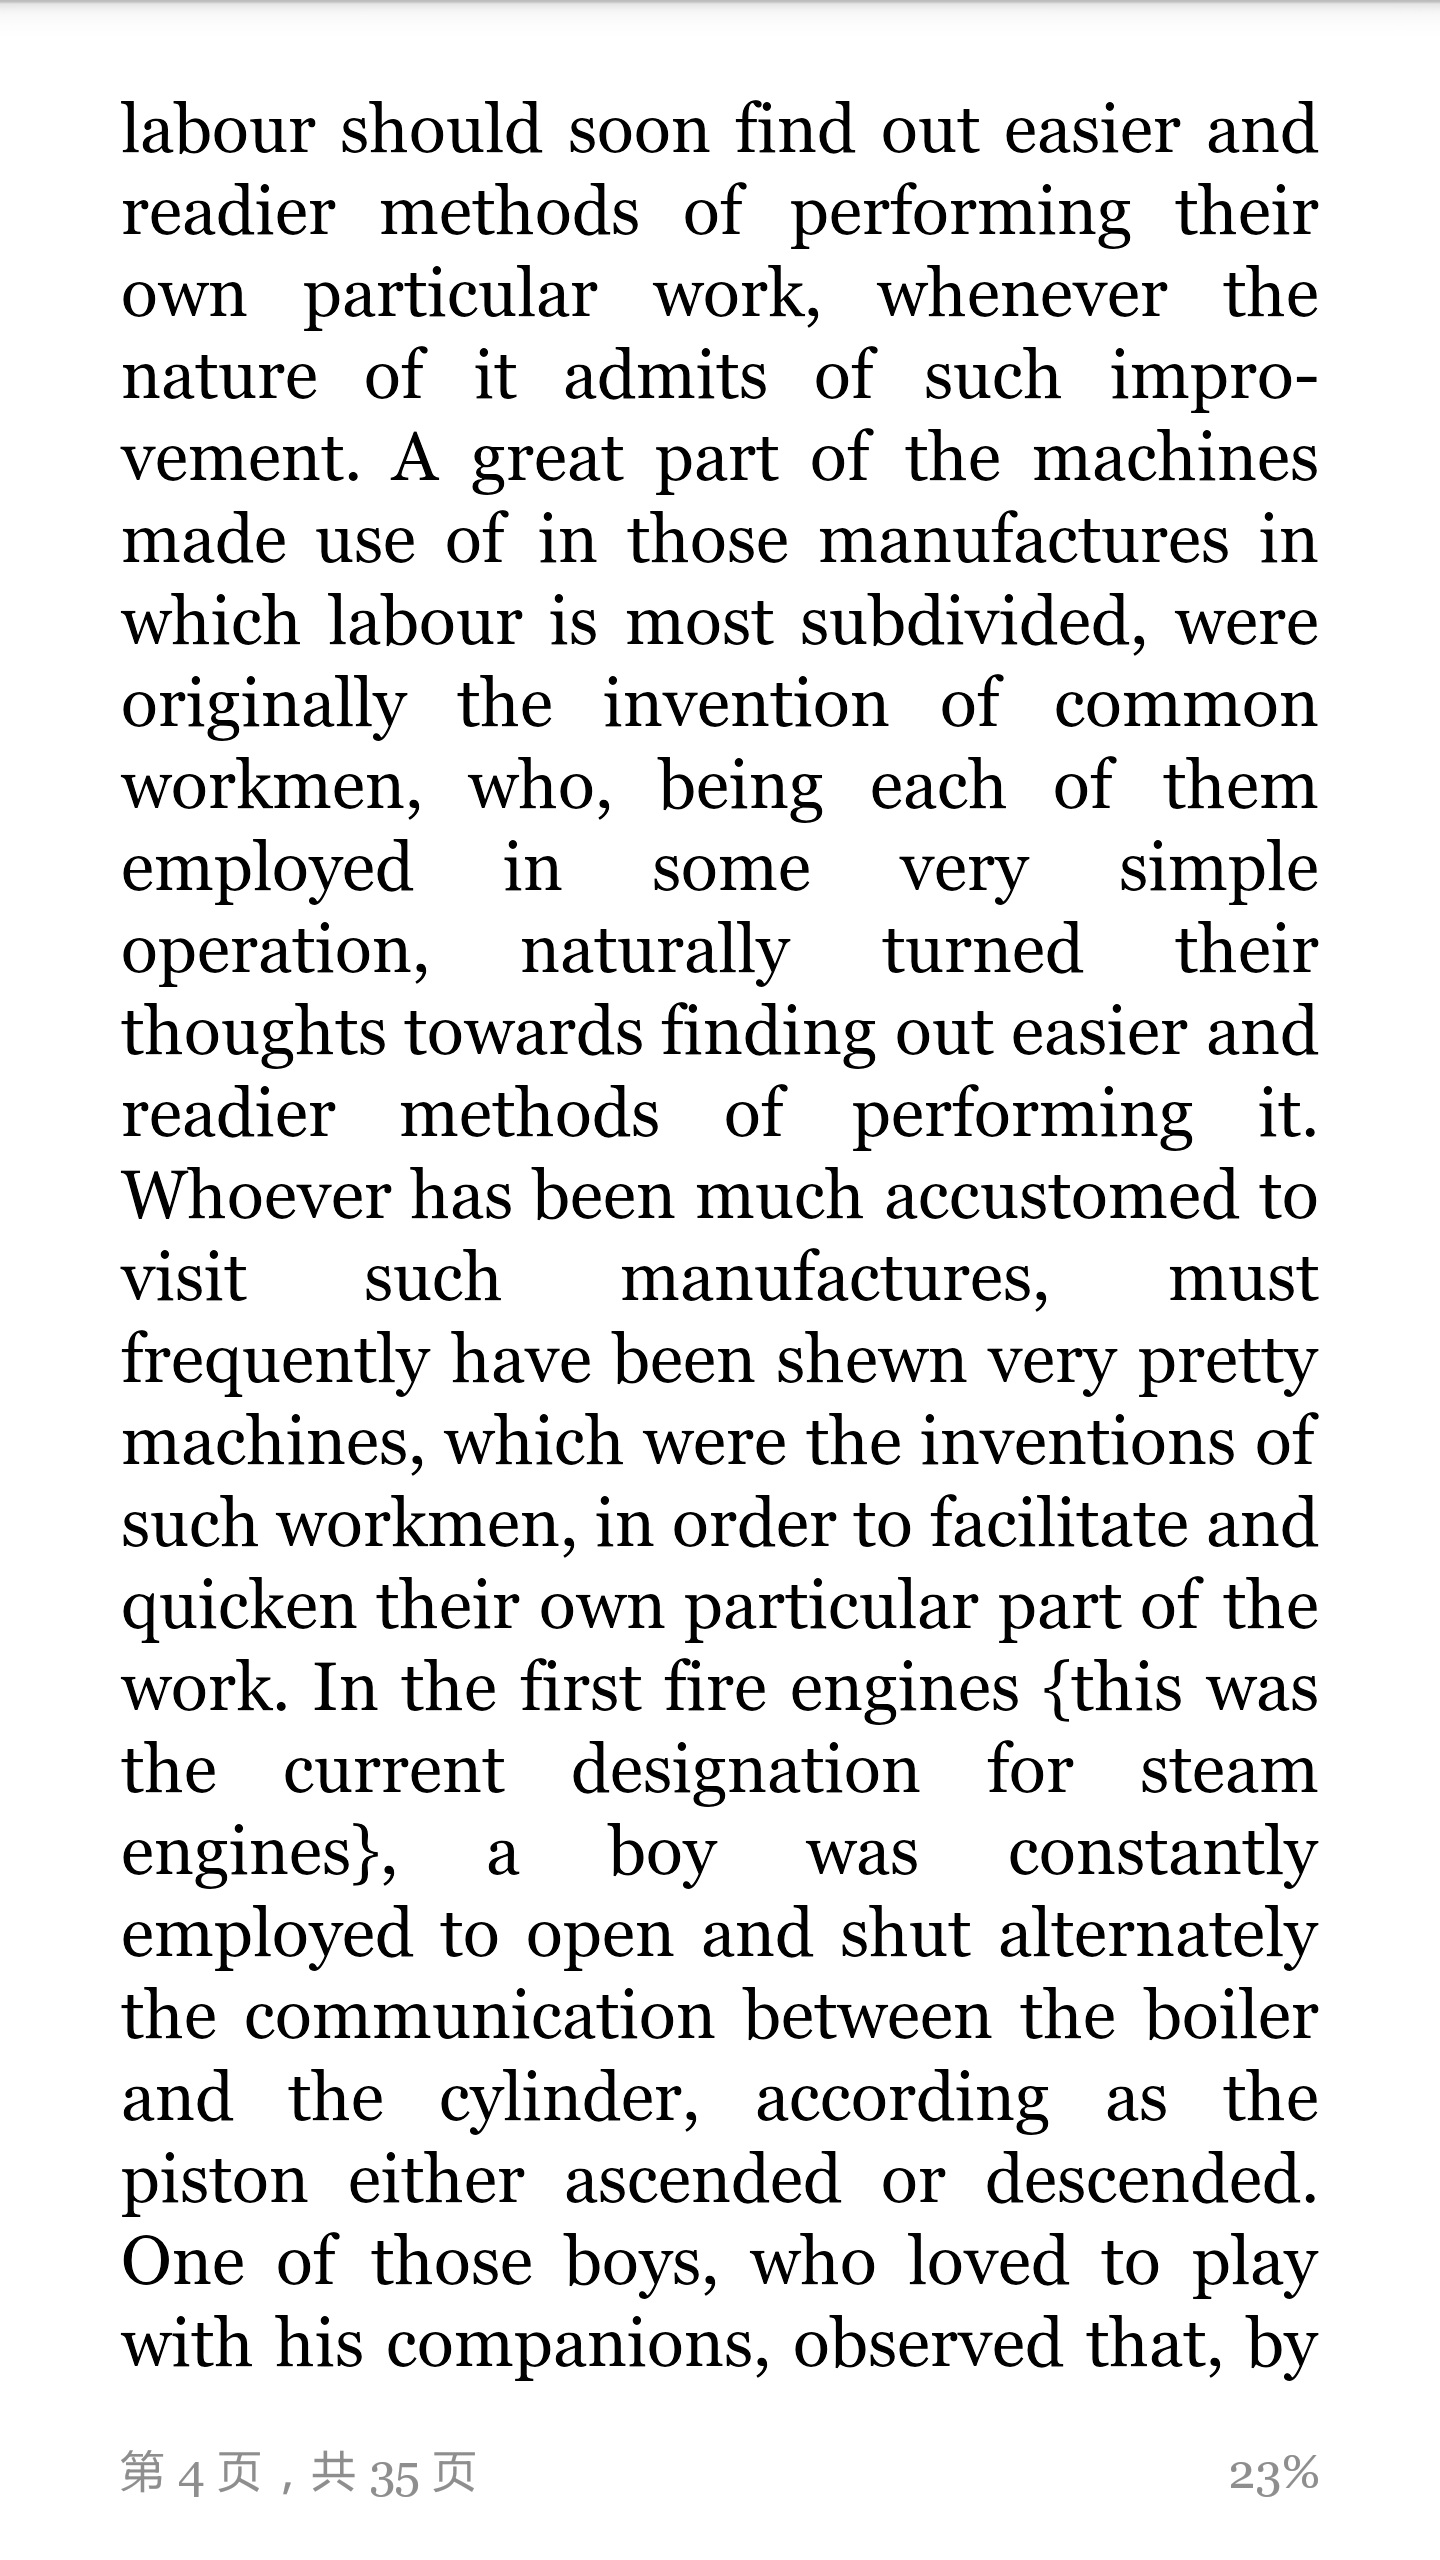 labour should soon find out easier and
readier methods of performing their
own particular work, whenever the
nature of it admits of such impro-
vement. A great part of the machines
made use of in those manufactures in
which labour is most subdivided, were
originally the invention of common
workmen, who, being each of them
employed in some very simple
operation, naturally turned their
thoughts towards finding out easier and
readier methods of performing it.
Whoever has been much accustomed to
visit such manufactures, must
frequently have been shewn very pretty
machines, which were the inventions of
such workmen, in order to facilitate and
quicken their own particular part of the
work. In the first fire engines {this was
the current designation for steam
engines}, a boy was constantly
employed to open and shut alternately
the communication between the boiler
and the cylinder, according as the
piston either ascended or descended.
One of those boys, who loved to play
with his companions, observed that, by
第 4 页，共 35 页 23%